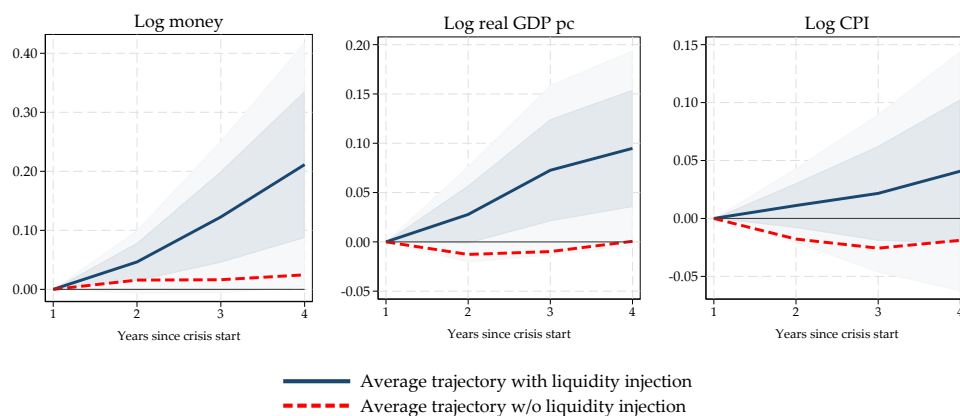 Log money
0.40
0.30
0.20
0.10
0.00
1 2 3 4
Years since crisis start
Log real GDP pc
0.20
0.15
0.10
0.05
0.00
-0.05
1 2 3 4
Years since crisis start
Log CPI
0.15
0.10
0.05
0.00
-0.05
1 2 3 4
Years since crisis start
Average trajectory with liquidity injection
Average trajectory w/o liquidity injection